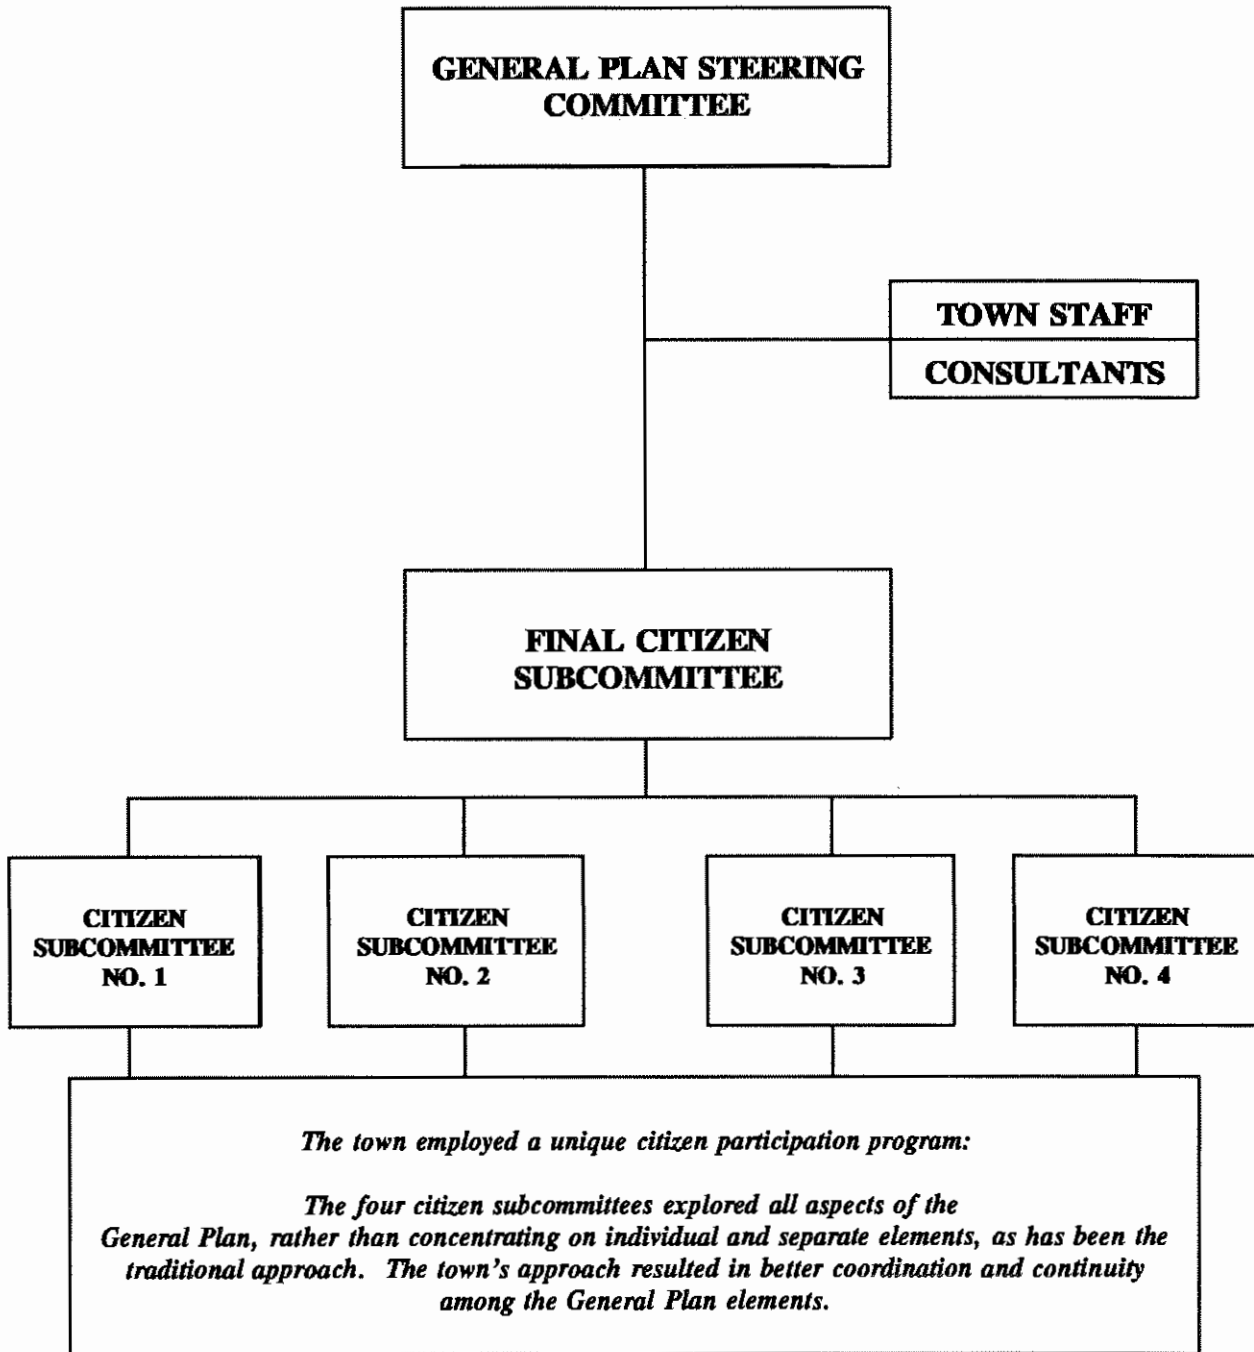 GENERAL PLAN STEERING
COMMITTEE
TOWN STAFF
CONSULTANTS
FINAL CITIZEN
SUBCOMMITTEE
CITIZEN
SUBCOMMITTEE
NO. 1
CITIZEN
SUBCOMMITTEE
NO. 2
CITIZEN
SUBCOMMITTEE
NO. 3
CITIZEN
SUBCOMMITTEE
NO. 4
The town employed a unique citizen participation program:
The four citizen subcommittees explored all aspects of the
General Plan, rather than concentrating on individual and separate elements, as has been the
traditional approach. The town's approach resulted in better coordination and continuity
among the General Plan elements.